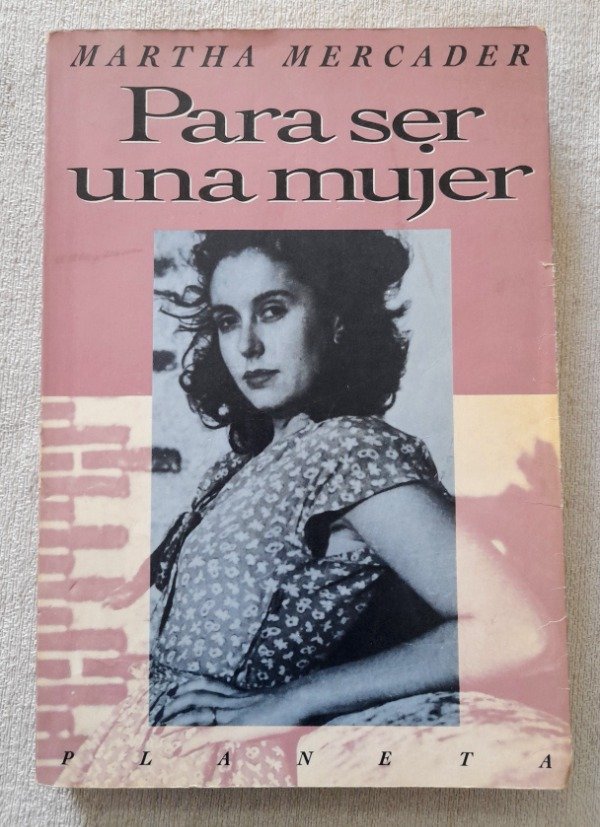 MARTHA MERCADER
Para ser
una mujer
PLANETA